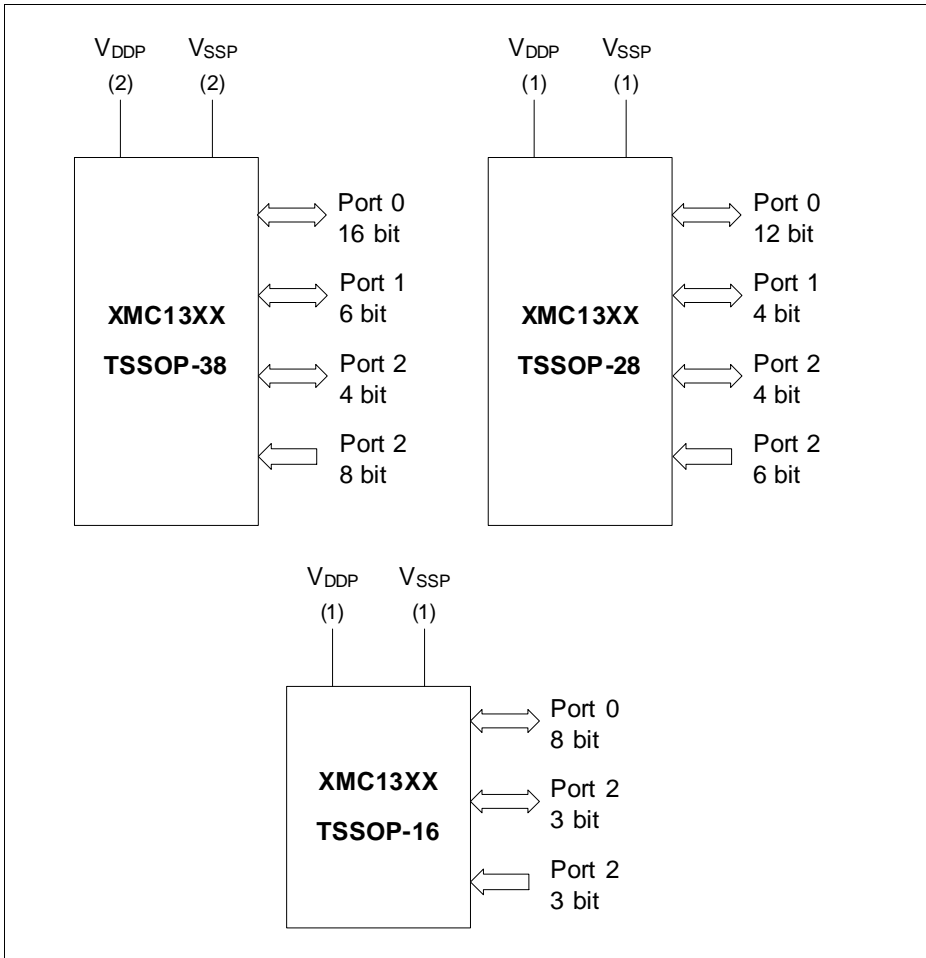 VDDP VSSP
(2) (2)
XMC13XX
TSSOP-38
Port 0
16 bit
Port 1
6 bit
Port 2
4 bit
Port 2
8 bit
VDDP VSSP
(1) (1)
XMC13XX
TSSOP-28
Port 0
12 bit
Port 1
4 bit
Port 2
4 bit
Port 2
6 bit
VDDP VSSP
(1) (1)
XMC13XX
TSSOP-16
Port 0
8 bit
Port 2
3 bit
Port 2
3 bit